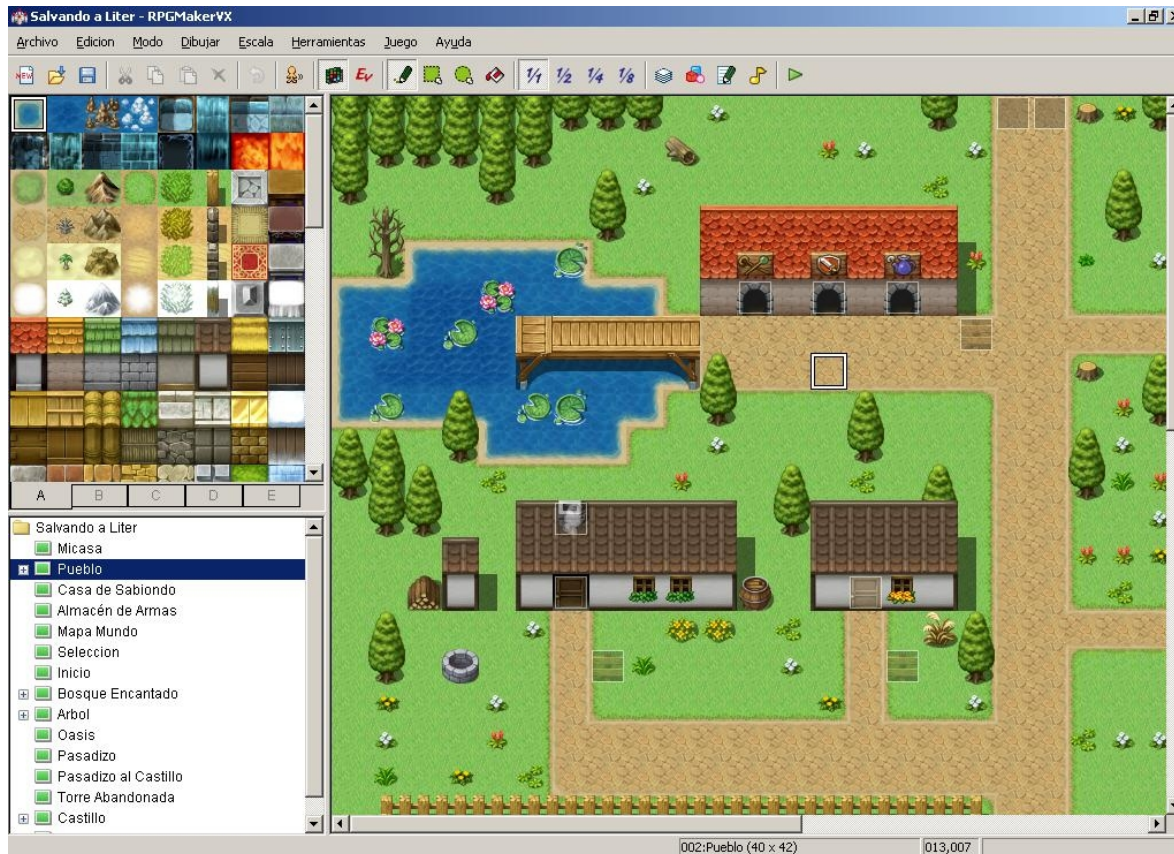 Salvando a Liter - RPGMakerVX
Archivo Edicion Modo Dibujar Escala Herramientas Juego Ayuda
NEW EV 1/1 1/2 1/4 1/8
A B C D E
Salvando a Liter
Micasa
Pueblo
Casa de Sabiondo
Almacén de Armas
Mapa Mundo
Seleccion
Inicio
Bosque Encantado
Arbol
Oasis
Pasadizo
Pasadizo al Castillo
Torre Abandonada
Castillo
002:Pueblo (40 x 42) 013,007